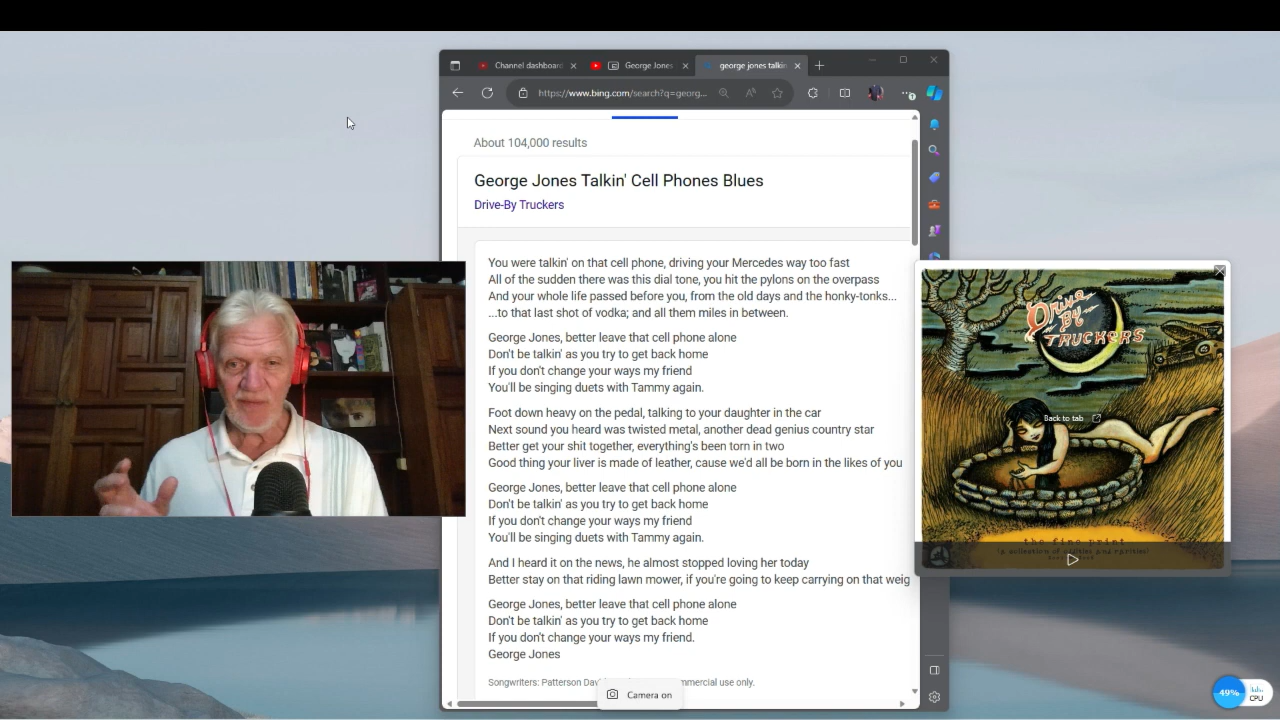 Channel dashboard
George Jones
george jones talkin
https://www.bing.com/search?q=georg...
About 104,000 results
George Jones Talkin' Cell Phones Blues
Drive-By Truckers
You were talkin' on that cell phone, driving your Mercedes way too fast
All of the sudden there was this dial tone, you hit the pylons on the overpass
And your whole life passed before you, from the old days and the honky-tonks...
...to that last shot of vodka; and all them miles in between.
George Jones, better leave that cell phone alone
Don't be talkin' as you try to get back home
If you don't change your ways my friend
You'll be singing duets with Tammy again.
Foot down heavy on the pedal, talking to your daughter in the car
Next sound you heard was twisted metal, another dead genius country star
Better get your shit together, everything's been torn in two
Good thing your liver is made of leather, cause we'd all be born in the likes of you
George Jones, better leave that cell phone alone
Don't be talkin' as you try to get back home
If you don't change your ways my friend
You'll be singing duets with Tammy again.
And I heard it on the news, he almost stopped loving her today
Better stay on that riding lawn mower, if you're going to keep carrying on that weig
George Jones, better leave that cell phone alone
Don't be talkin' as you try to get back home
If you don't change your ways my friend.
George Jones
Songwriters: Patterson Dav mmercial use only.
Camera on
Drive
By
Truckers
Back to tab
the fine print
(a collection of oddities and rarities)
49%
CPU